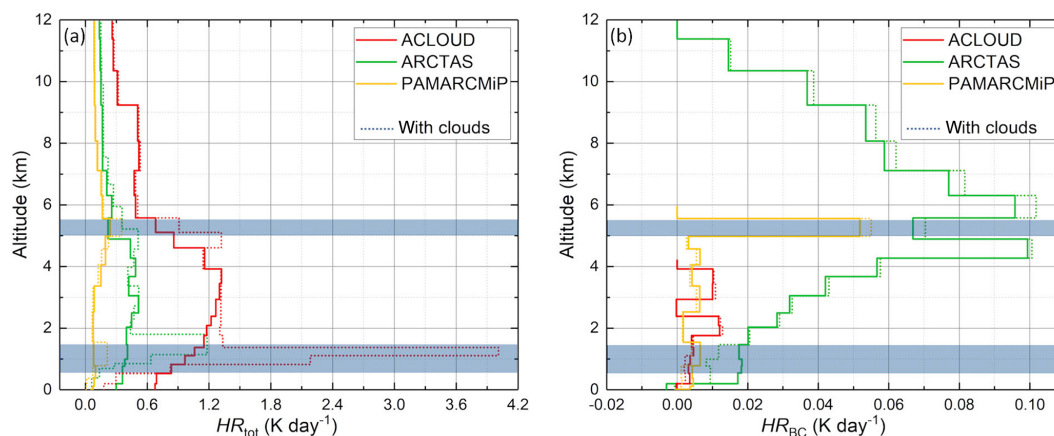 (a)
ACLOUD
ARCTAS
PAMARCMiP
With clouds
Altitude (km)
12
10
8
6
4
2
0
0.0 0.6 1.2 1.8 2.4 3.0 3.6 4.2
HRtot (K day-1)
(b)
ACLOUD
ARCTAS
PAMARCMiP
With clouds
Altitude (km)
12
10
8
6
4
2
0
-0.02 0.00 0.02 0.04 0.06 0.08 0.10
HRBC (K day-1)